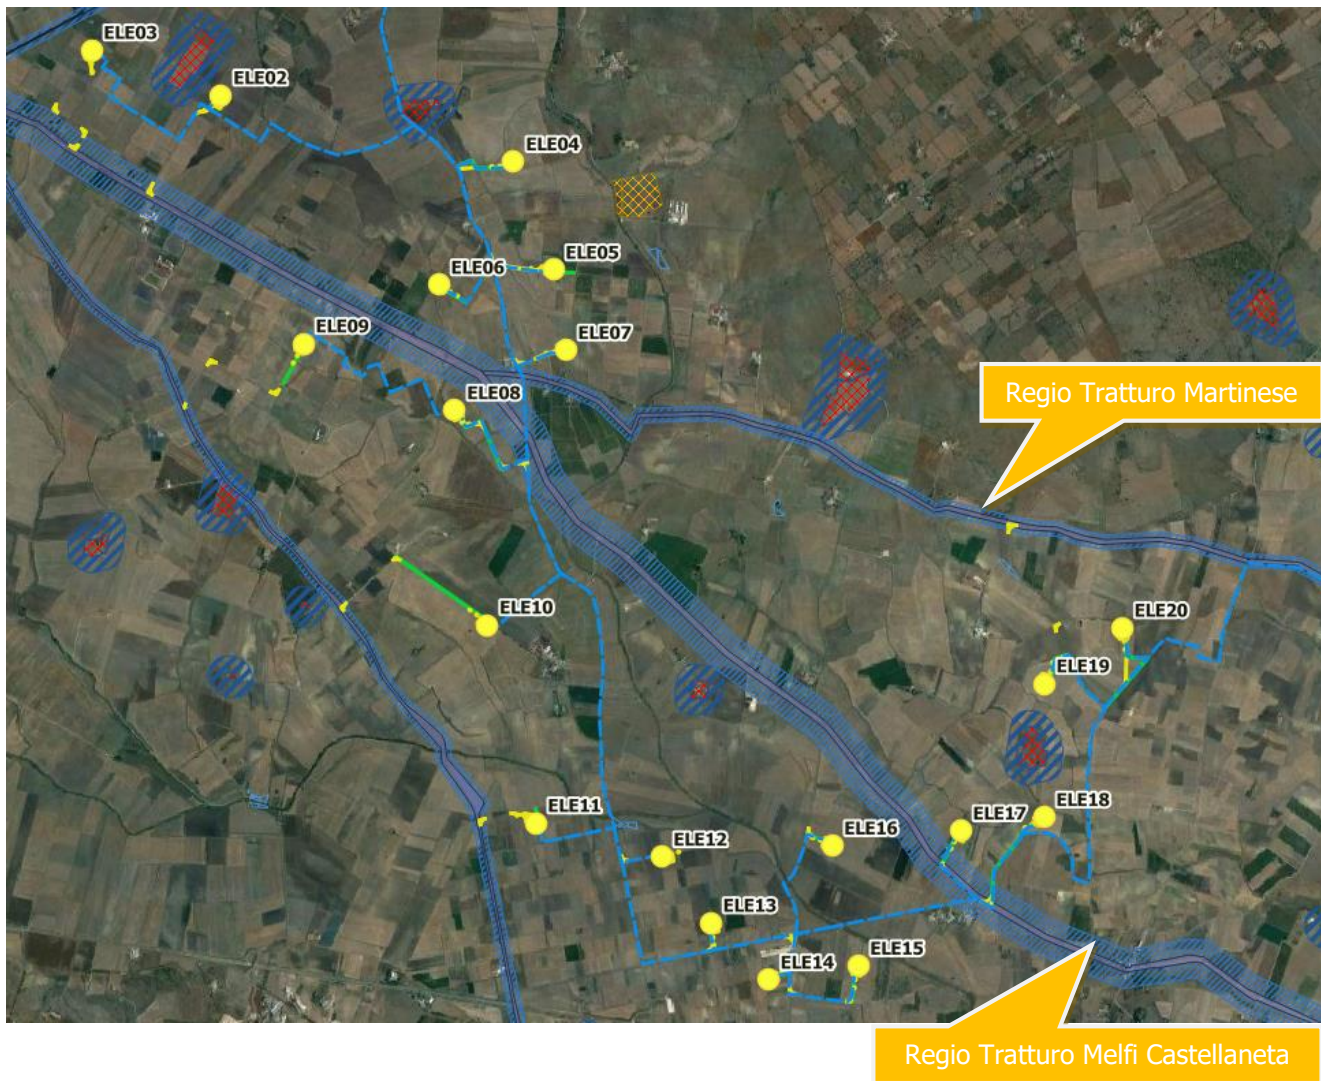 ELE03
ELE02
ELE04
ELE05
ELE06
ELE09
ELE07
ELE08
Regio Tratturo Martinese
ELE10
ELE20
ELE19
ELE11
ELE12
ELE16
ELE17
ELE18
ELE13
ELE14
ELE15
Regio Tratturo Melfi Castellaneta